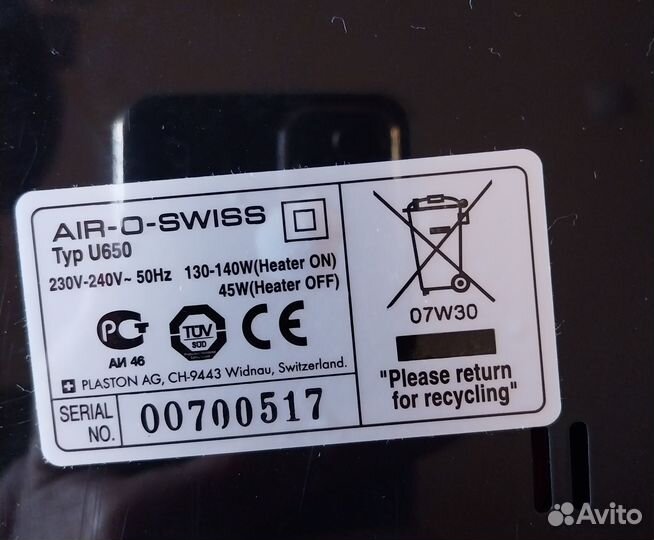 AIR-O-SWISS
Typ U650
230V-240V~ 50Hz 130-140W(Heater ON)
45W(Heater OFF)
РСТ
АИ 46
TÜV
SÜD
CE
PLASTON AG, CH-9443 Widnau, Switzerland.
SERIAL
NO.
00700517
07W30
"Please return
for recycling"
Avito